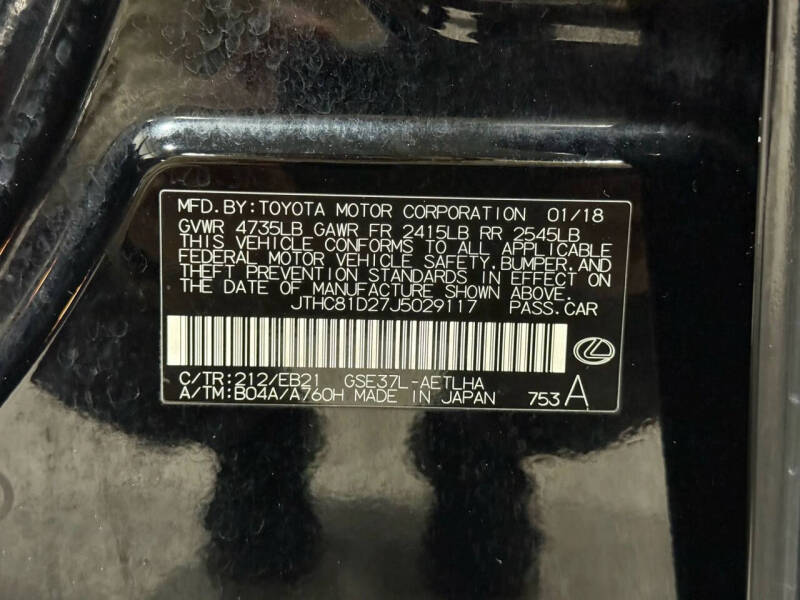 MFD.BY:TOYOTA MOTOR CORPORATION 01/18
GVWR 4735LB GAWR FR 2415LB RR 2545LB
THIS VEHICLE CONFORMS TO ALL APPLICABLE
FEDERAL MOTOR VEHICLE SAFETY,BUMPER,AND
THEFT PREVENTION STANDARDS IN EFFECT ON
THE DATE OF MANUFACTURE SHOWN ABOVE.
JTHC81D27J5029117 PASS.CAR
C/TR:212/EB21 GSE37L-AETLHA
A/TM:B04A/A760H MADE IN JAPAN 753 A